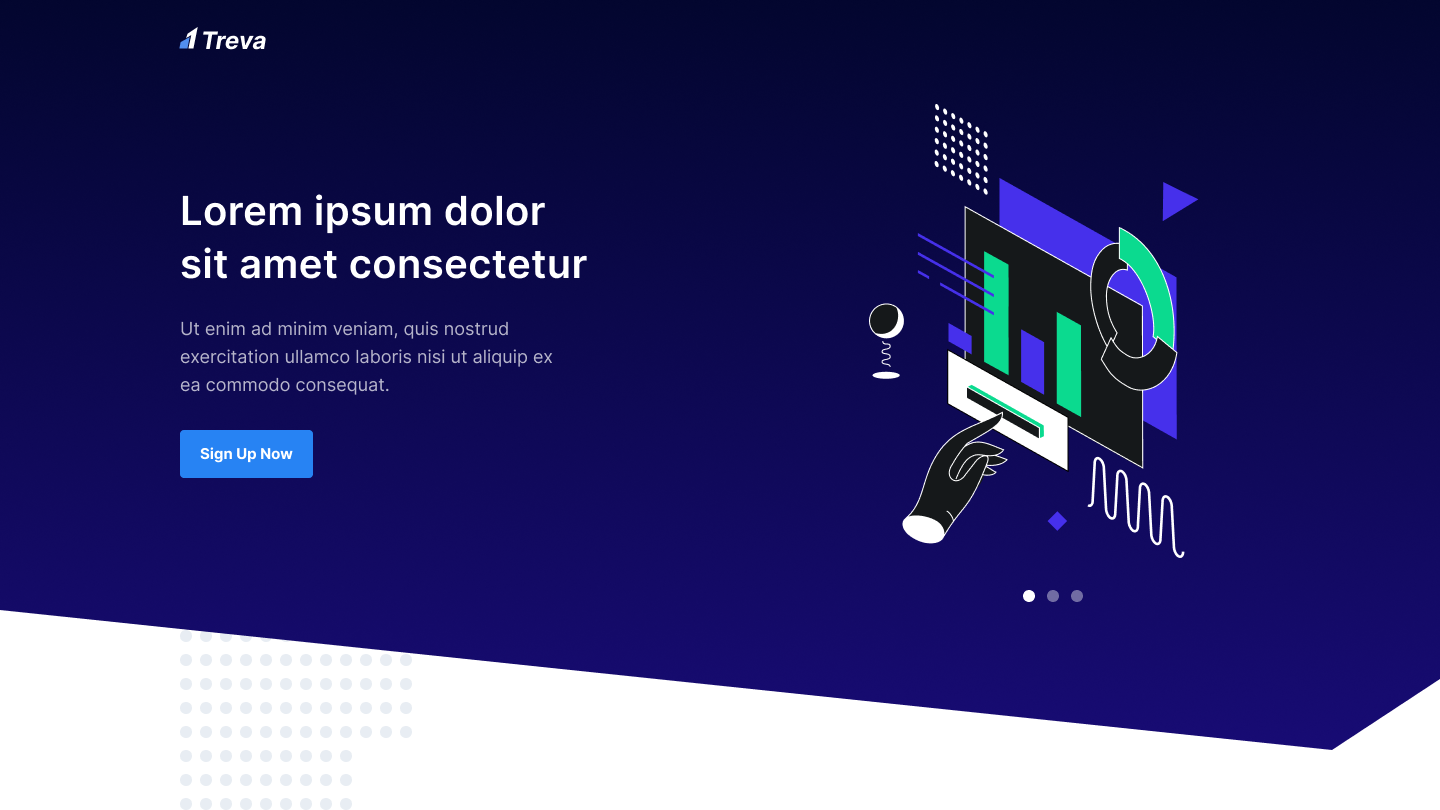 Treva
Lorem ipsum dolor
sit amet consectetur
Ut enim ad minim veniam, quis nostrud
exercitation ullamco laboris nisi ut aliquip ex
ea commodo consequat.
Sign Up Now